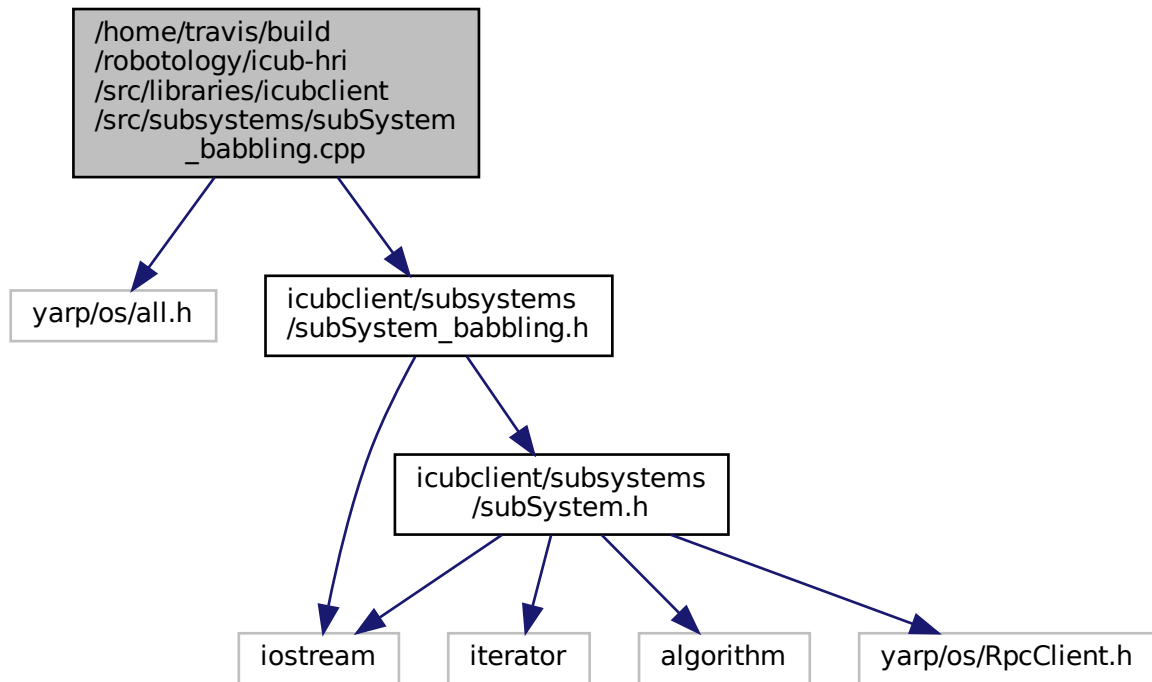 /home/travis/build
/robotology/icub-hri
/src/libraries/icubclient
/src/subsystems/subSystem
_babbling.cpp
yarp/os/all.h
icubclient/subsystems
/subSystem_babbling.h
icubclient/subsystems
/subSystem.h
iostream
iterator
algorithm
yarp/os/RpcClient.h